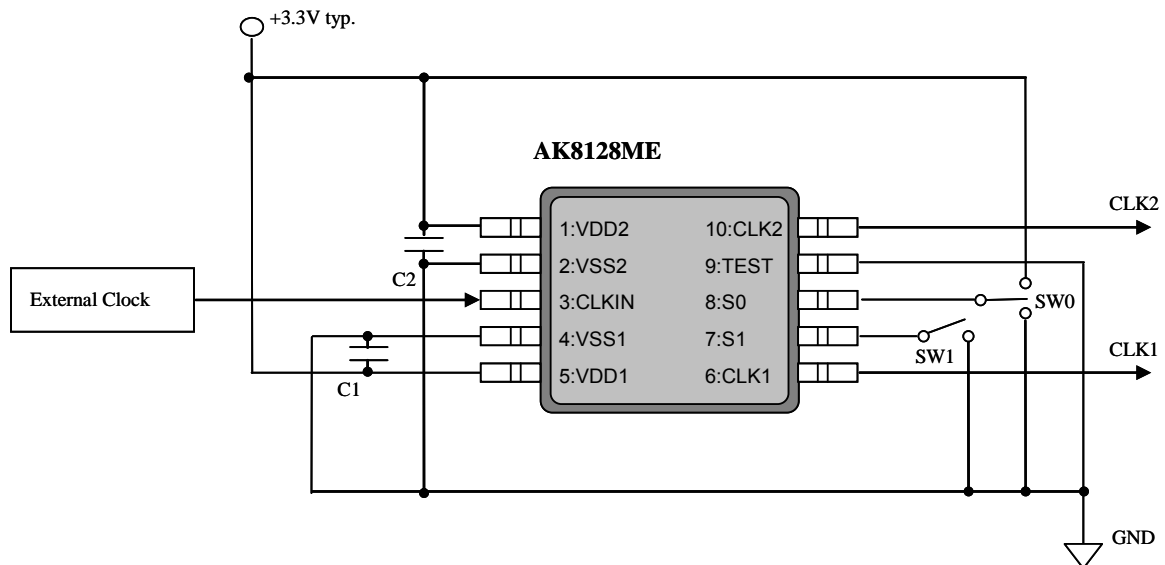 +3.3V typ.
AK8128ME
CLK2
1:VDD2
10:CLK2
2:VSS2
9:TEST
C2
External Clock
3:CLKIN
8:S0
SW0
4:VSS1
7:S1
SW1
CLK1
5:VDD1
6:CLK1
C1
GND